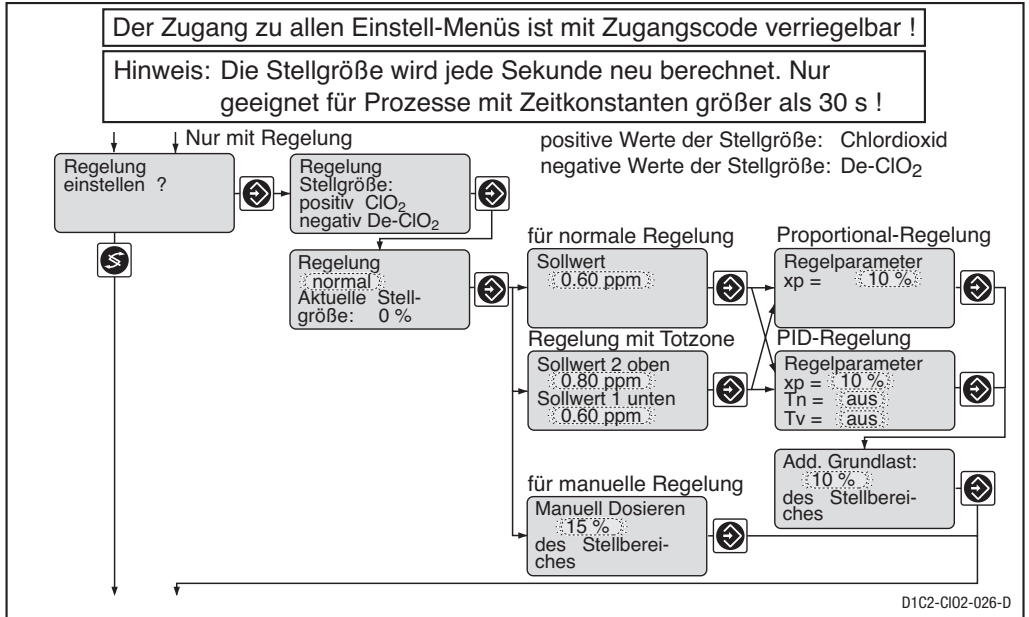 Der Zugang zu allen Einstell-Menüs ist mit Zugangscode verriegelbar !
Hinweis: Die Stellgröße wird jede Sekunde neu berechnet. Nur
geeignet für Prozesse mit Zeitkonstanten größer als 30 s !
Nur mit Regelung
positive Werte der Stellgröße: Chlordioxid
negative Werte der Stellgröße: De-ClO₂
Regelung
einstellen ?
Regelung
Stellgröße:
positiv ClO₂
negativ De-ClO₂
Regelung
normal
Aktuelle Stell-
größe: 0 %
für normale Regelung
Sollwert
0.60 ppm
Proportional-Regelung
Regelparameter
xp = 10 %
Regelung mit Totzone
Sollwert 2 oben
0.80 ppm
Sollwert 1 unten
0.60 ppm
PID-Regelung
Regelparameter
xp = 10 %
Tn = aus
Tv = aus
Add. Grundlast:
10 %
des Stellberei-
ches
für manuelle Regelung
Manuell Dosieren
15 %
des Stellberei-
ches
D1C2-ClO2-026-D